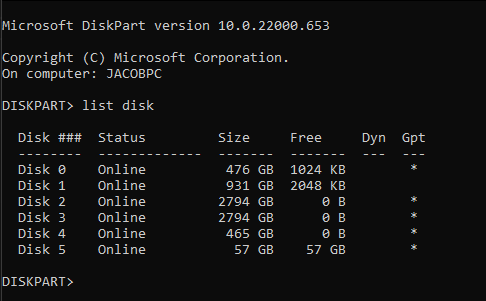 Microsoft DiskPart version 10.0.22000.653
Copyright (C) Microsoft Corporation.
On computer: JACOBPC
DISKPART> list disk
  Disk ###  Status         Size     Free     Dyn  Gpt
  --------  -------------  -------  -------  ---  ---
  Disk 0    Online          476 GB  1024 KB        *
  Disk 1    Online          931 GB  2048 KB
  Disk 2    Online         2794 GB      0 B        *
  Disk 3    Online         2794 GB      0 B        *
  Disk 4    Online          465 GB      0 B        *
  Disk 5    Online           57 GB    57 GB        *
DISKPART>